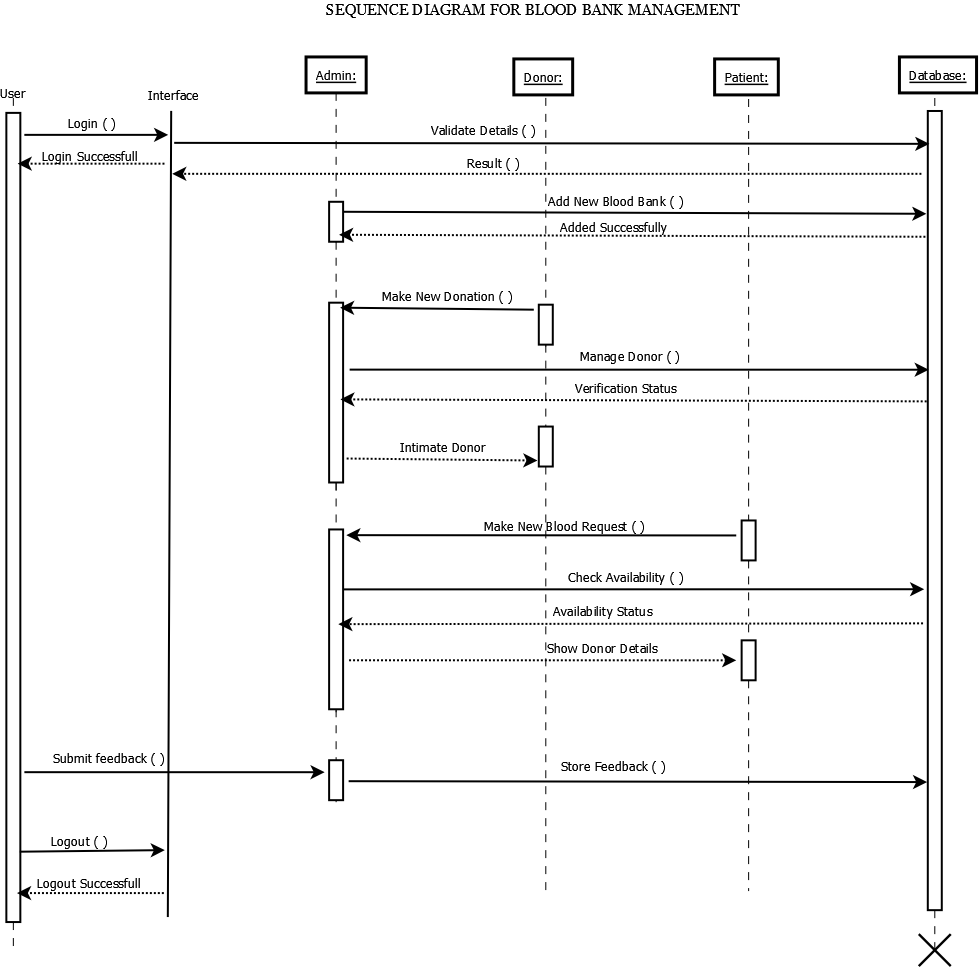 SEQUENCE DIAGRAM FOR BLOOD BANK MANAGEMENT
Admin:
Donor:
Patient:
Database:
User
Interface
Login ( )
Validate Details ( )
Login Successfull
Result ( )
Add New Blood Bank ( )
Added Successfully
Make New Donation ( )
Manage Donor ( )
Verification Status
Intimate Donor
Make New Blood Request ( )
Check Availability ( )
Availability Status
Show Donor Details
Submit feedback ( )
Store Feedback ( )
Logout ( )
Logout Successfull